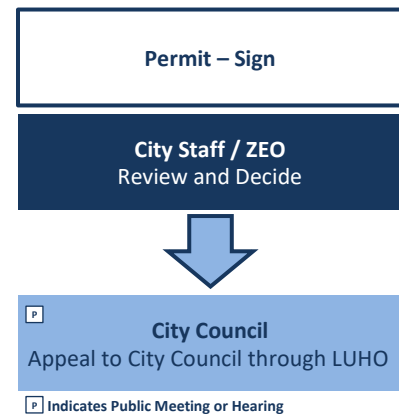 Permit – Sign
City Staff / ZEO
Review and Decide
P
City Council
Appeal to City Council through LUHO
P Indicates Public Meeting or Hearing